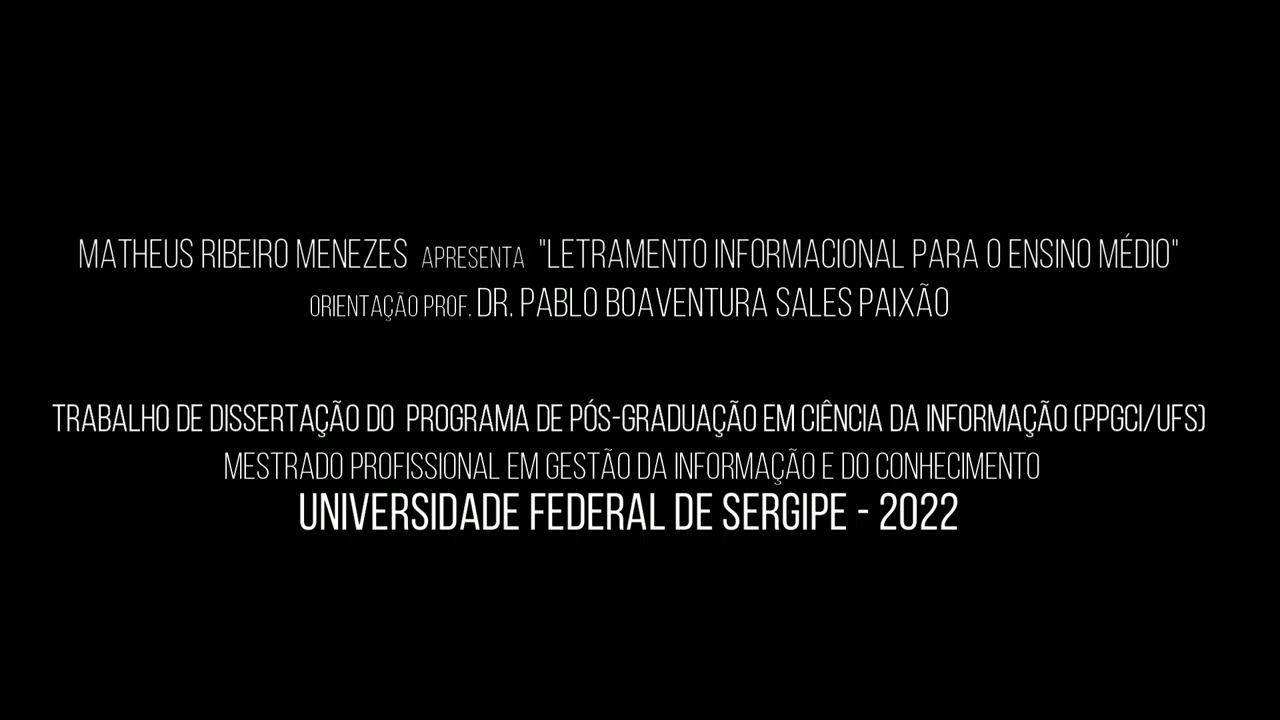 MATHEUS RIBEIRO MENEZES APRESENTA "LETRAMENTO INFORMACIONAL PARA O ENSINO MÉDIO"
ORIENTAÇÃO PROF. DR. PABLO BOAVENTURA SALES PAIXÃO
TRABALHO DE DISSERTAÇÃO DO PROGRAMA DE PÓS-GRADUAÇÃO EM CIÊNCIA DA INFORMAÇÃO (PPGCI/UFS)
MESTRADO PROFISSIONAL EM GESTÃO DA INFORMAÇÃO E DO CONHECIMENTO
UNIVERSIDADE FEDERAL DE SERGIPE - 2022